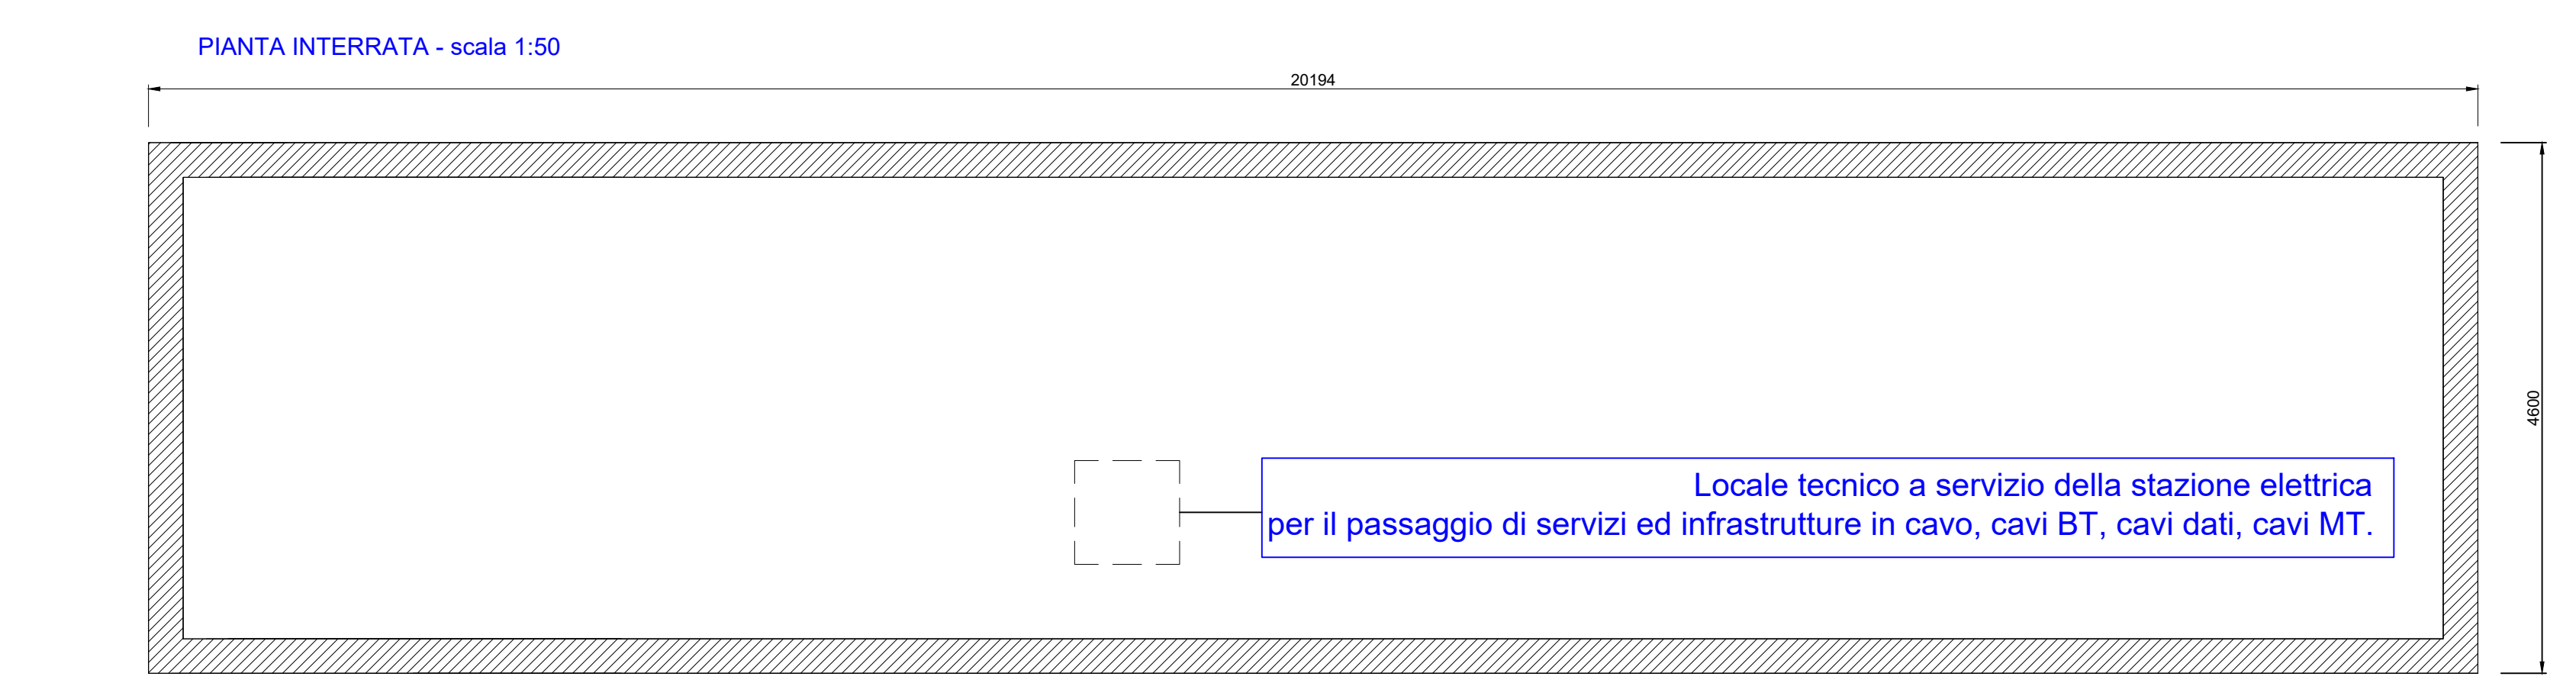 PIANTA INTERRATA - scala 1:50
20194
4600
Locale tecnico a servizio della stazione elettrica
per il passaggio di servizi ed infrastrutture in cavo, cavi BT, cavi dati, cavi MT.